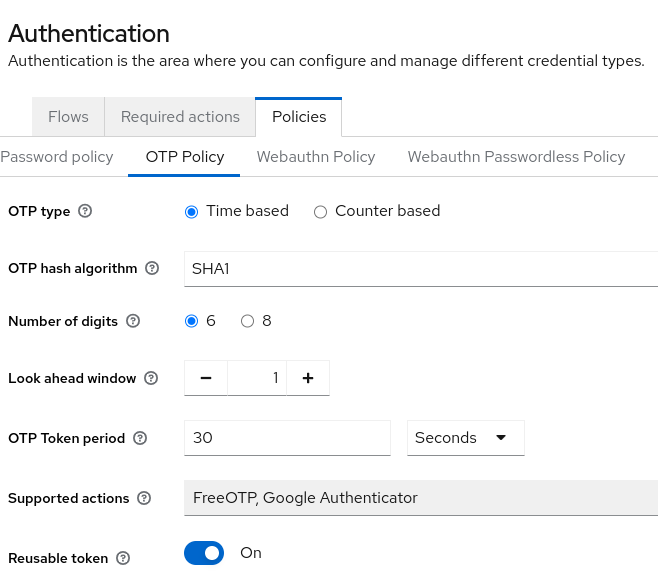 Authentication
Authentication is the area where you can configure and manage different credential types.
Flows Required actions Policies
Password policy OTP Policy Webauthn Policy Webauthn Passwordless Policy
OTP type ? Time based Counter based
OTP hash algorithm ? SHA1
Number of digits ? 6 8
Look ahead window ? − 1 +
OTP Token period ? 30 Seconds
Supported actions ? FreeOTP, Google Authenticator
Reusable token ? On